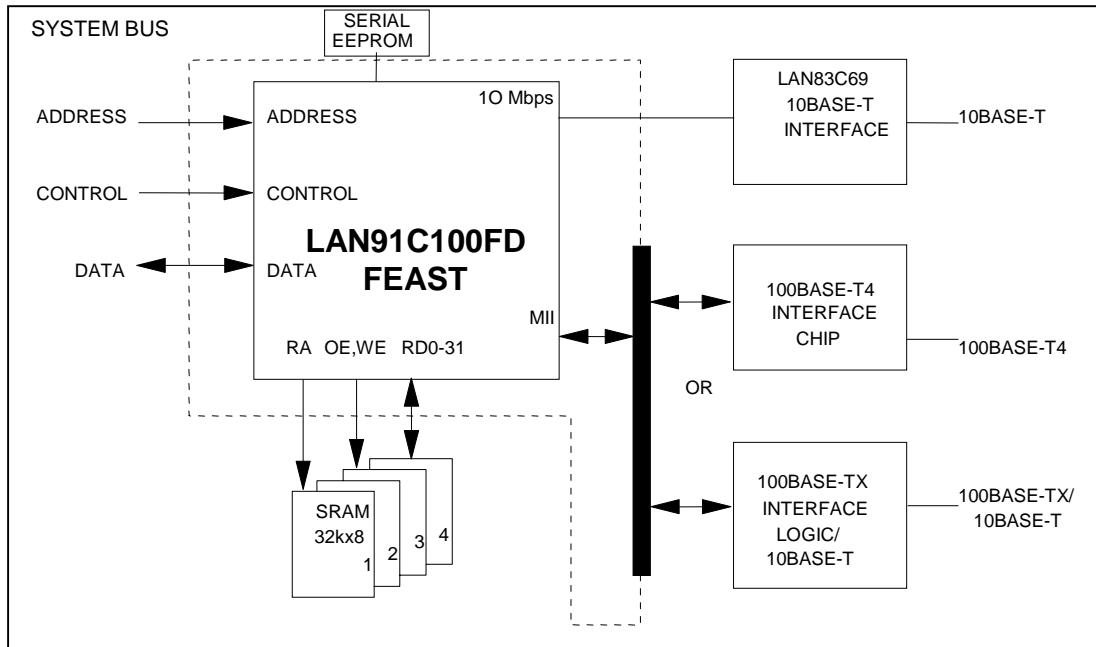 SYSTEM BUS
SERIAL
EEPROM
ADDRESS
CONTROL
DATA
ADDRESS
CONTROL
DATA
1O Mbps
LAN91C100FD
FEAST
MII
RA OE,WE RD0-31
SRAM
32kx8
1
2
3
4
LAN83C69
10BASE-T
INTERFACE
10BASE-T
100BASE-T4
INTERFACE
CHIP
100BASE-T4
OR
100BASE-TX
INTERFACE
LOGIC/
10BASE-T
100BASE-TX/
10BASE-T